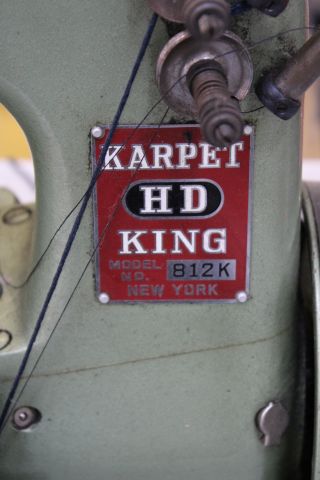 KARPET
HD
KING
MODEL
NO. 812K
NEW YORK